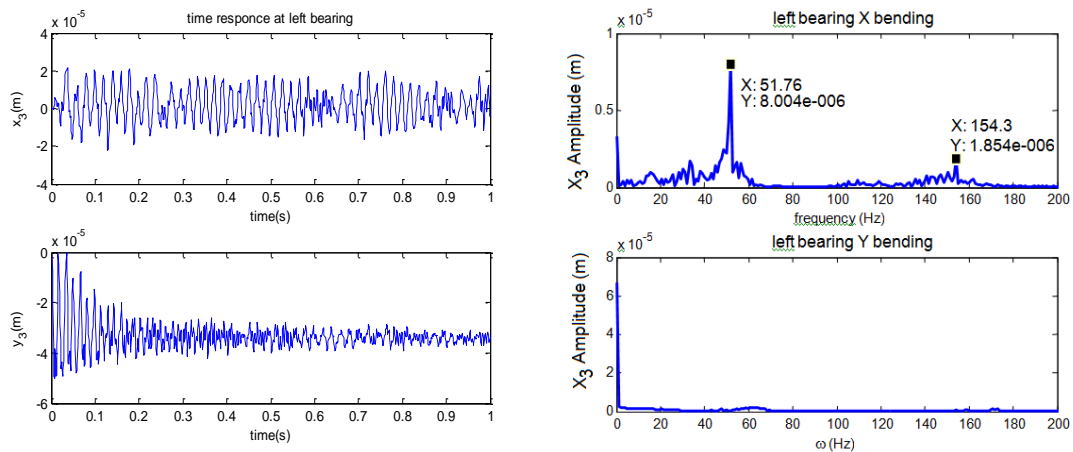 time responce at left bearing
x 10^-5
4
2
0
-2
-4
x3(m)
0 0.1 0.2 0.3 0.4 0.5 0.6 0.7 0.8 0.9 1
time(s)
x 10^-5
0
-2
-4
-6
y3(m)
0 0.1 0.2 0.3 0.4 0.5 0.6 0.7 0.8 0.9 1
time(s)
left bearing X bending
x 10^-5
1
0.5
0
X3 Amplitude (m)
X: 51.76
Y: 8.004e-006
X: 154.3
Y: 1.854e-006
0 20 40 60 80 100 120 140 160 180 200
frequency (Hz)
left bearing Y bending
x 10^-5
8
6
4
2
0
X3 Amplitude (m)
0 20 40 60 80 100 120 140 160 180 200
ω (Hz)